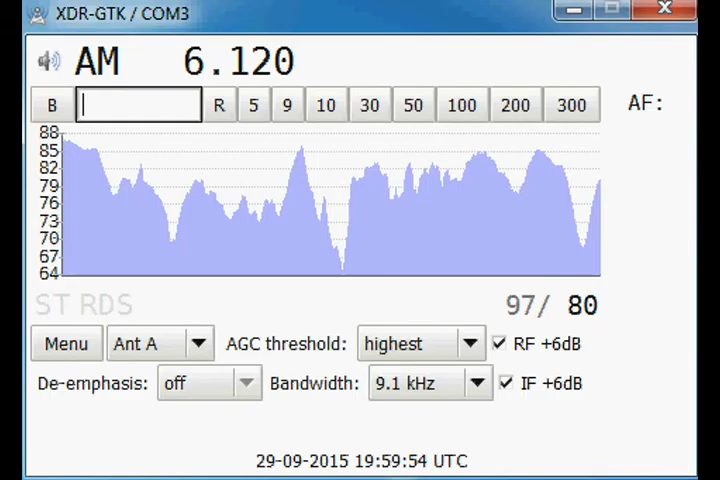 XDR-GTK / COM3
AM 6.120
B R 5 9 10 30 50 100 200 300 AF:
88
85
82
79
76
73
70
67
64
ST RDS 97/ 80
Menu Ant A AGC threshold: highest RF +6dB
De-emphasis: off Bandwidth: 9.1 kHz IF +6dB
29-09-2015 19:59:54 UTC